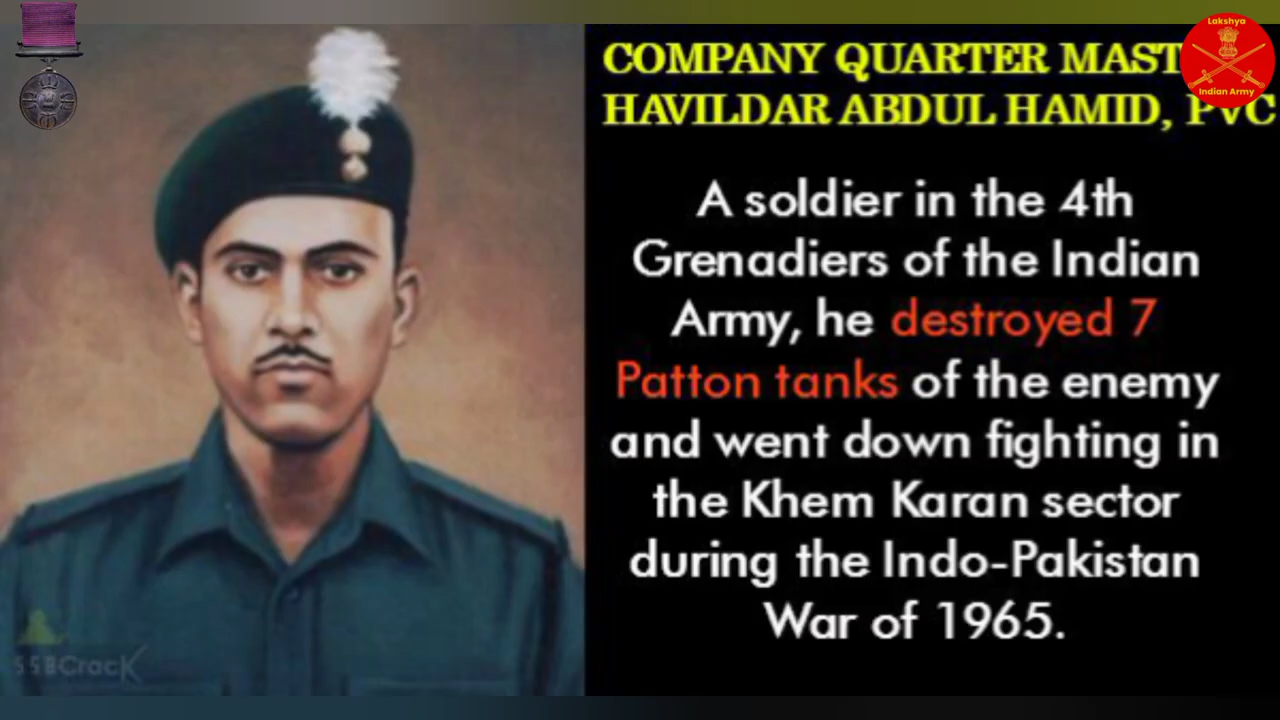 COMPANY QUARTER MAST
HAVILDAR ABDUL HAMID, PVC
Lakshya
Indian Army
A soldier in the 4th
Grenadiers of the Indian
Army, he destroyed 7
Patton tanks of the enemy
and went down fighting in
the Khem Karan sector
during the Indo-Pakistan
War of 1965.
SSBCrack